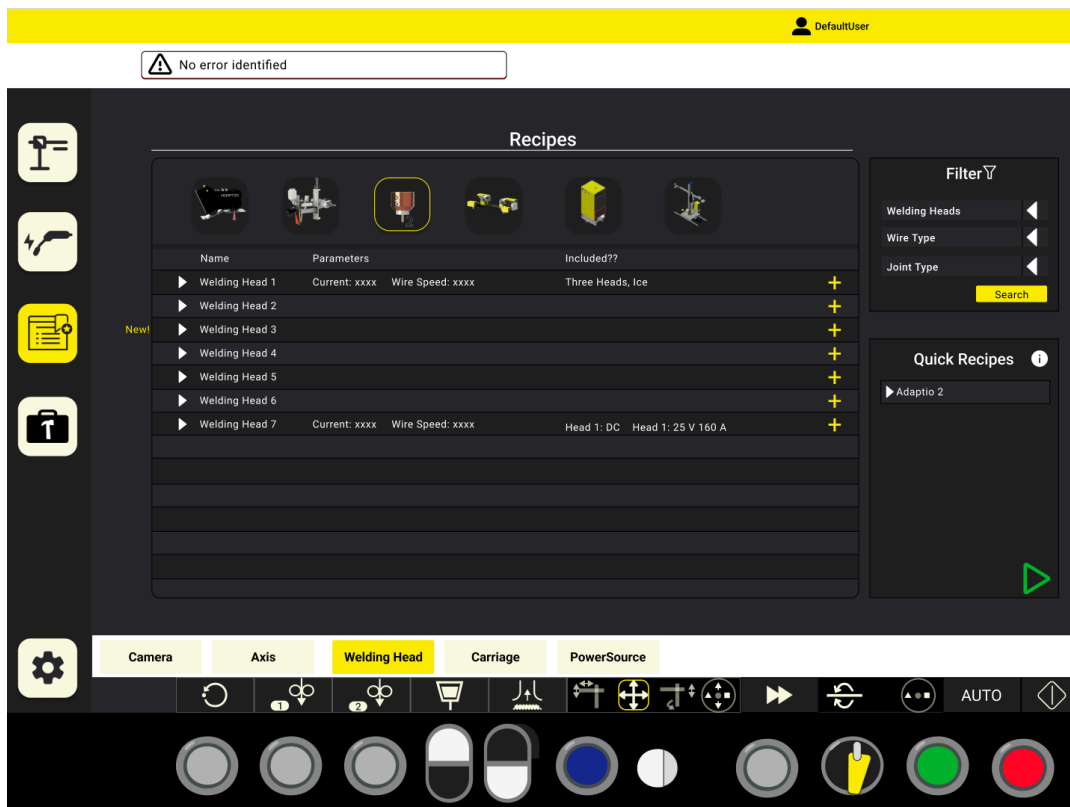 DefaultUser
No error identified
Recipes
Filter
Welding Heads
Wire Type
Joint Type
Search
2
Name Parameters Included??
Welding Head 1 Current: xxxx Wire Speed: xxxx Three Heads, Ice
Welding Head 2
New! Welding Head 3
Welding Head 4
Welding Head 5
Welding Head 6
Welding Head 7 Current: xxxx Wire Speed: xxxx Head 1: DC Head 1: 25 V 160 A
Quick Recipes i
Adaptio 2
Camera Axis Welding Head Carriage PowerSource
1 2 AUTO